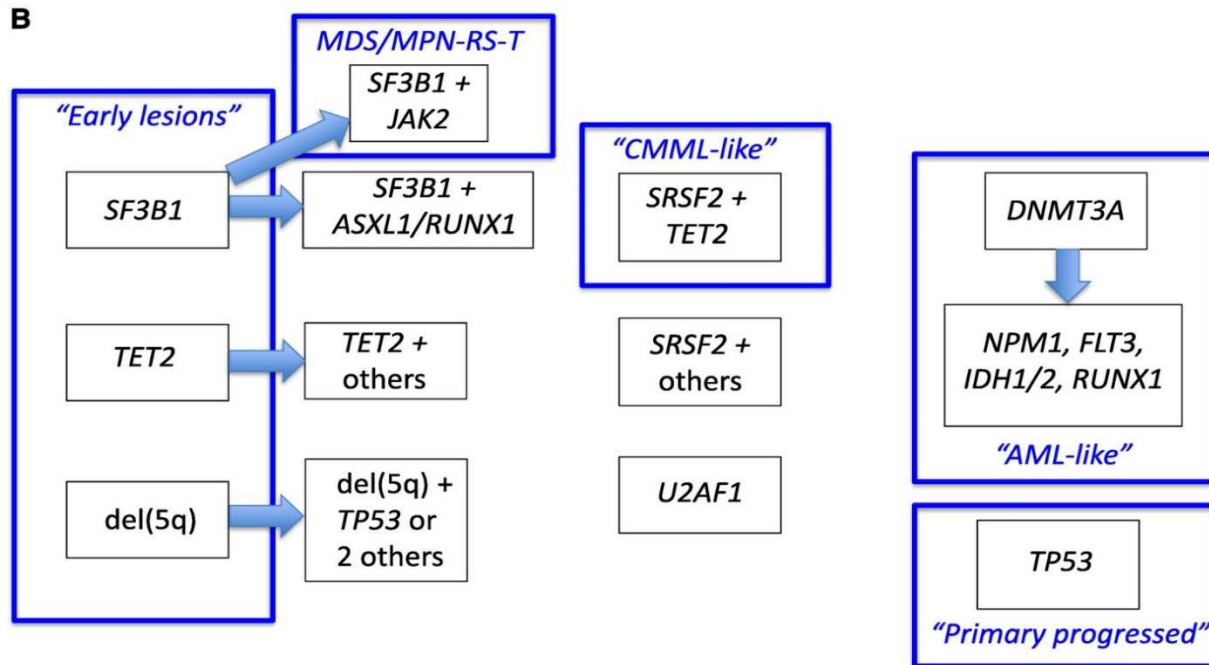 B
MDS/MPN-RS-T
SF3B1 +
JAK2
"Early lesions"
SF3B1
SF3B1 +
ASXL1/RUNX1
TET2
TET2 +
others
del(5q)
del(5q) +
TP53 or
2 others
"CMML-like"
SRSF2 +
TET2
SRSF2 +
others
U2AF1
DNMT3A
NPM1, FLT3,
IDH1/2, RUNX1
"AML-like"
TP53
"Primary progressed"